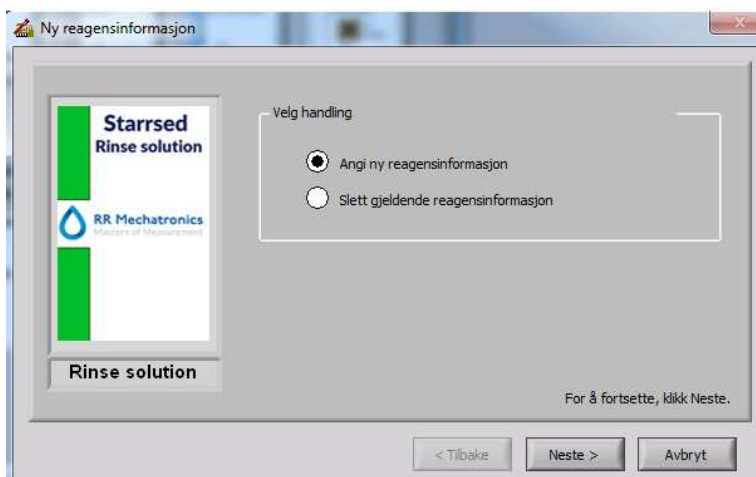 Ny reagensinformasjon
Starrsed
Rinse solution
RR Mechatronics
Masters of Measurement
Rinse solution
Velg handling
Angi ny reagensinformasjon
Slett gjeldende reagensinformasjon
For å fortsette, klikk Neste.
< Tilbake
Neste >
Avbryt